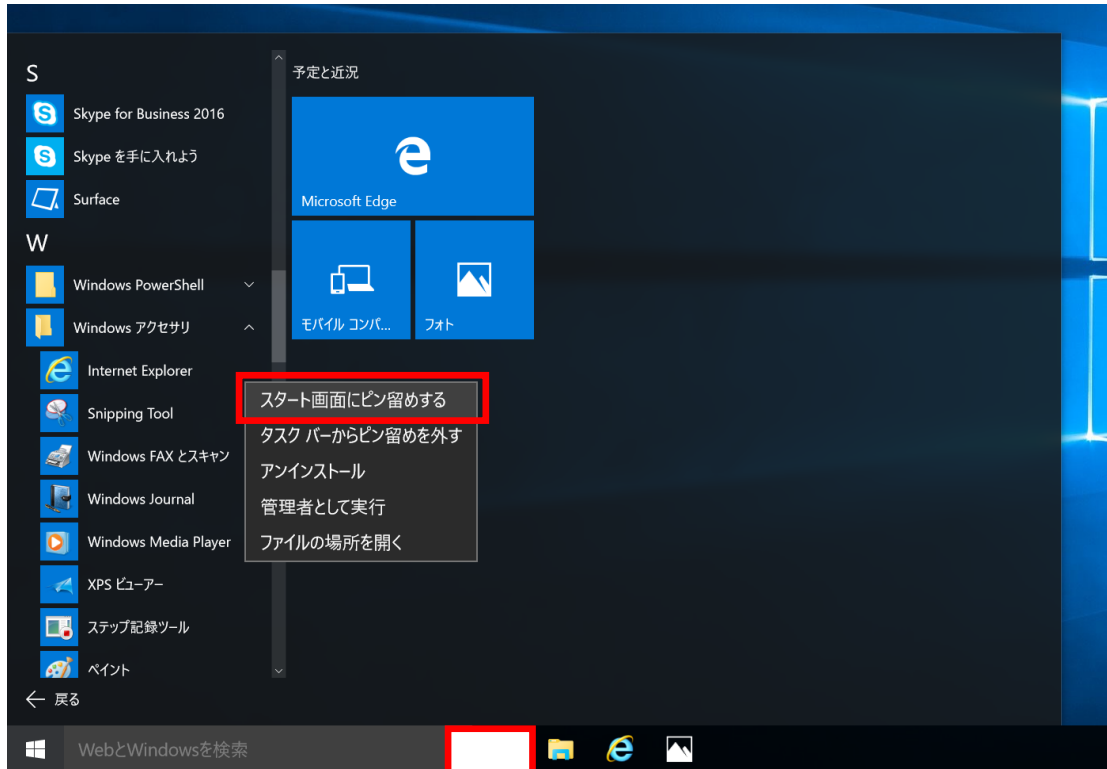 S
Skype for Business 2016
Skype を手に入れよう
Surface
W
Windows PowerShell
Windows アクセサリ
Internet Explorer
Snipping Tool
Windows FAX とスキャン
Windows Journal
Windows Media Player
XPS ビューアー
ステップ記録ツール
ペイント
戻る
予定と近況
Microsoft Edge
モバイル コンパ...
フォト
スタート画面にピン留めする
タスク バーからピン留めを外す
アンインストール
管理者として実行
ファイルの場所を開く
WebとWindowsを検索